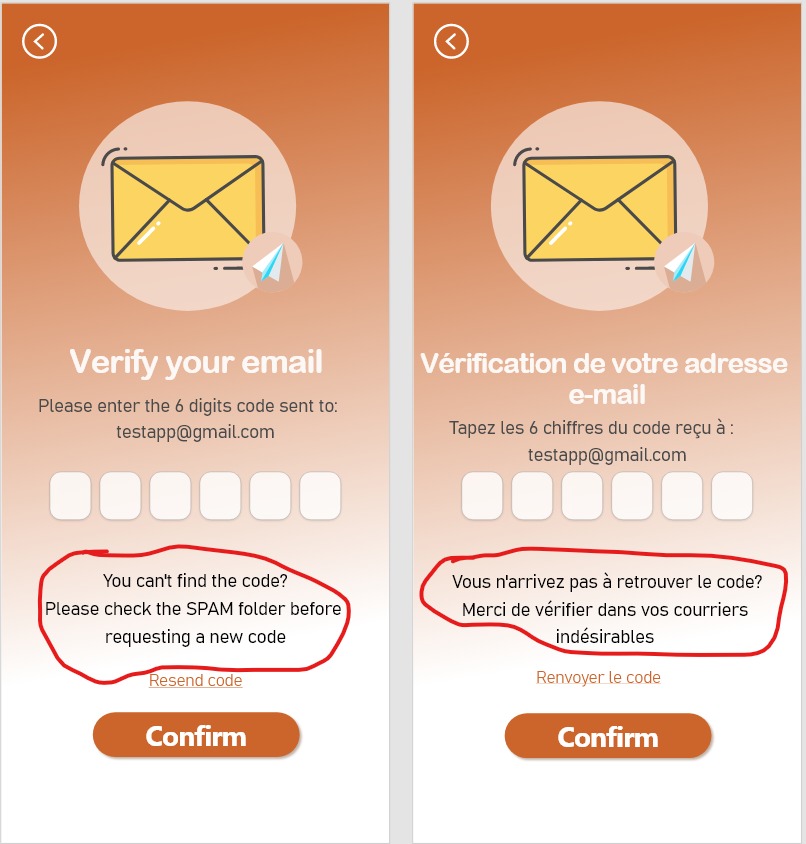 Verify your email
Please enter the 6 digits code sent to:
testapp@gmail.com
You can't find the code?
Please check the SPAM folder before
requesting a new code
Resend code
Confirm
Vérification de votre adresse
e-mail
Tapez les 6 chiffres du code reçu à :
testapp@gmail.com
Vous n'arrivez pas à retrouver le code?
Merci de vérifier dans vos courriers
indésirables
Renvoyer le code
Confirm